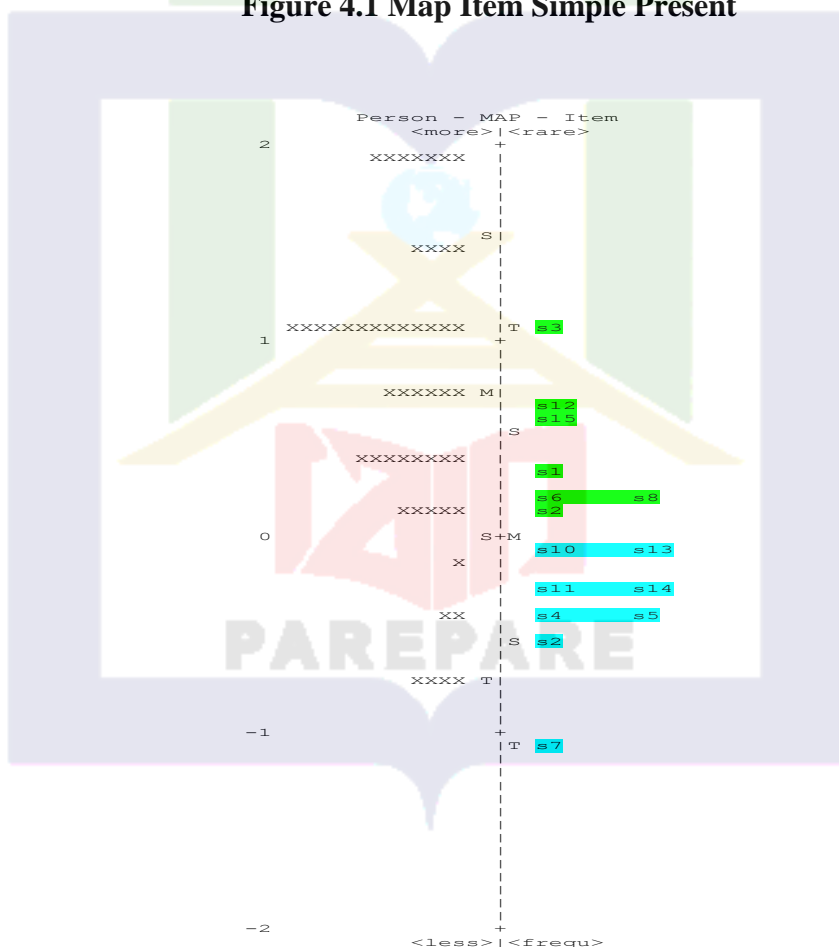 Figure 4.1 Map Item Simple Present
Person - MAP - Item
<more>|<rare>
2 +
XXXXXXX |
S|
XXXX |
XXXXXXXXXXXXX |T s3
1 +
XXXXXX M|
s12
s15
|S
XXXXXXXX |
s1
s6 s8
XXXXX | s2
0 S+M
s10 s13
X |
s11 s14
XX | s4 s5
PAREPARE
|S s2
XXXX T|
-1 +
|T s7
-2 +
<less>|<frequ>